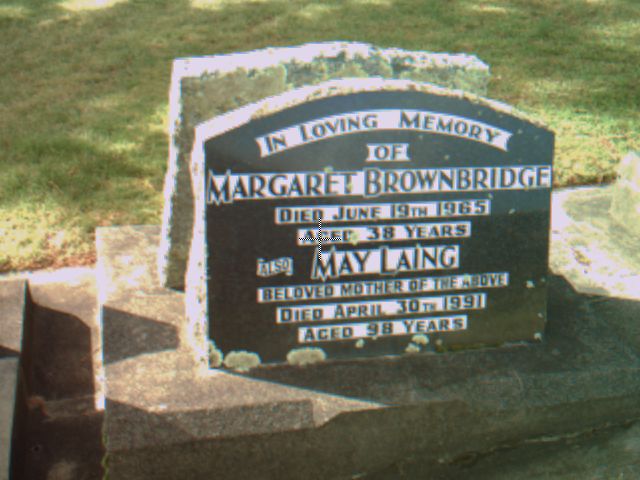 IN LOVING MEMORY
OF
MARGARET BROWNBRIDGE
DIED JUNE 19TH 1965
AGED 38 YEARS
ALSO MAY LAING
BELOVED MOTHER OF THE ABOVE
DIED APRIL 30TH 1991
AGED 98 YEARS